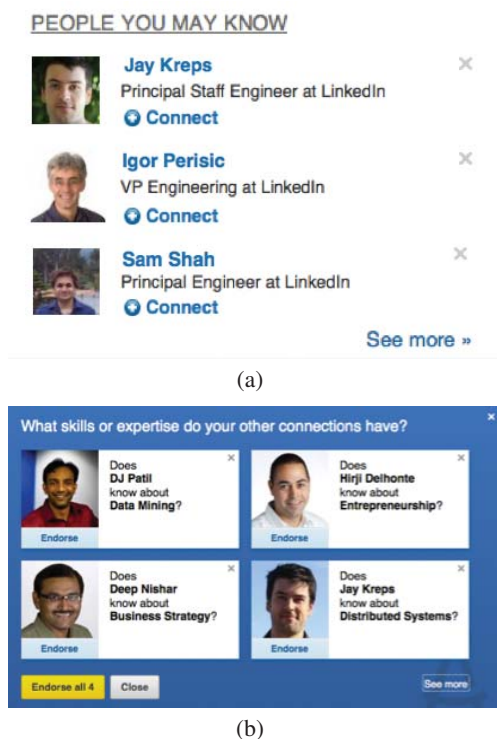 PEOPLE YOU MAY KNOW
Jay Kreps
Principal Staff Engineer at LinkedIn
Connect
Igor Perisic
VP Engineering at LinkedIn
Connect
Sam Shah
Principal Engineer at LinkedIn
Connect
See more »
(a)
What skills or expertise do your other connections have?
Does
DJ Patil
know about
Data Mining?
Endorse
Does
Hirji Delhonte
know about
Entrepreneurship?
Endorse
Does
Deep Nishar
know about
Business Strategy?
Endorse
Does
Jay Kreps
know about
Distributed Systems?
Endorse
Endorse all 4
Close
See more
(b)